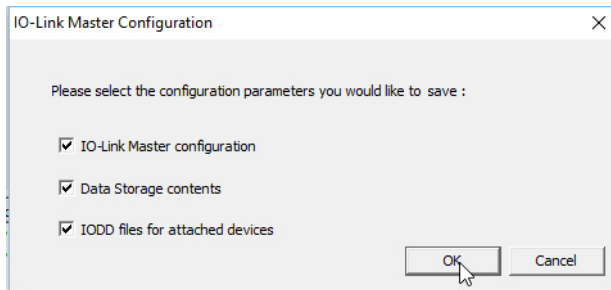 IO-Link Master Configuration
Please select the configuration parameters you would like to save :
IO-Link Master configuration
Data Storage contents
IODD files for attached devices
OK Cancel